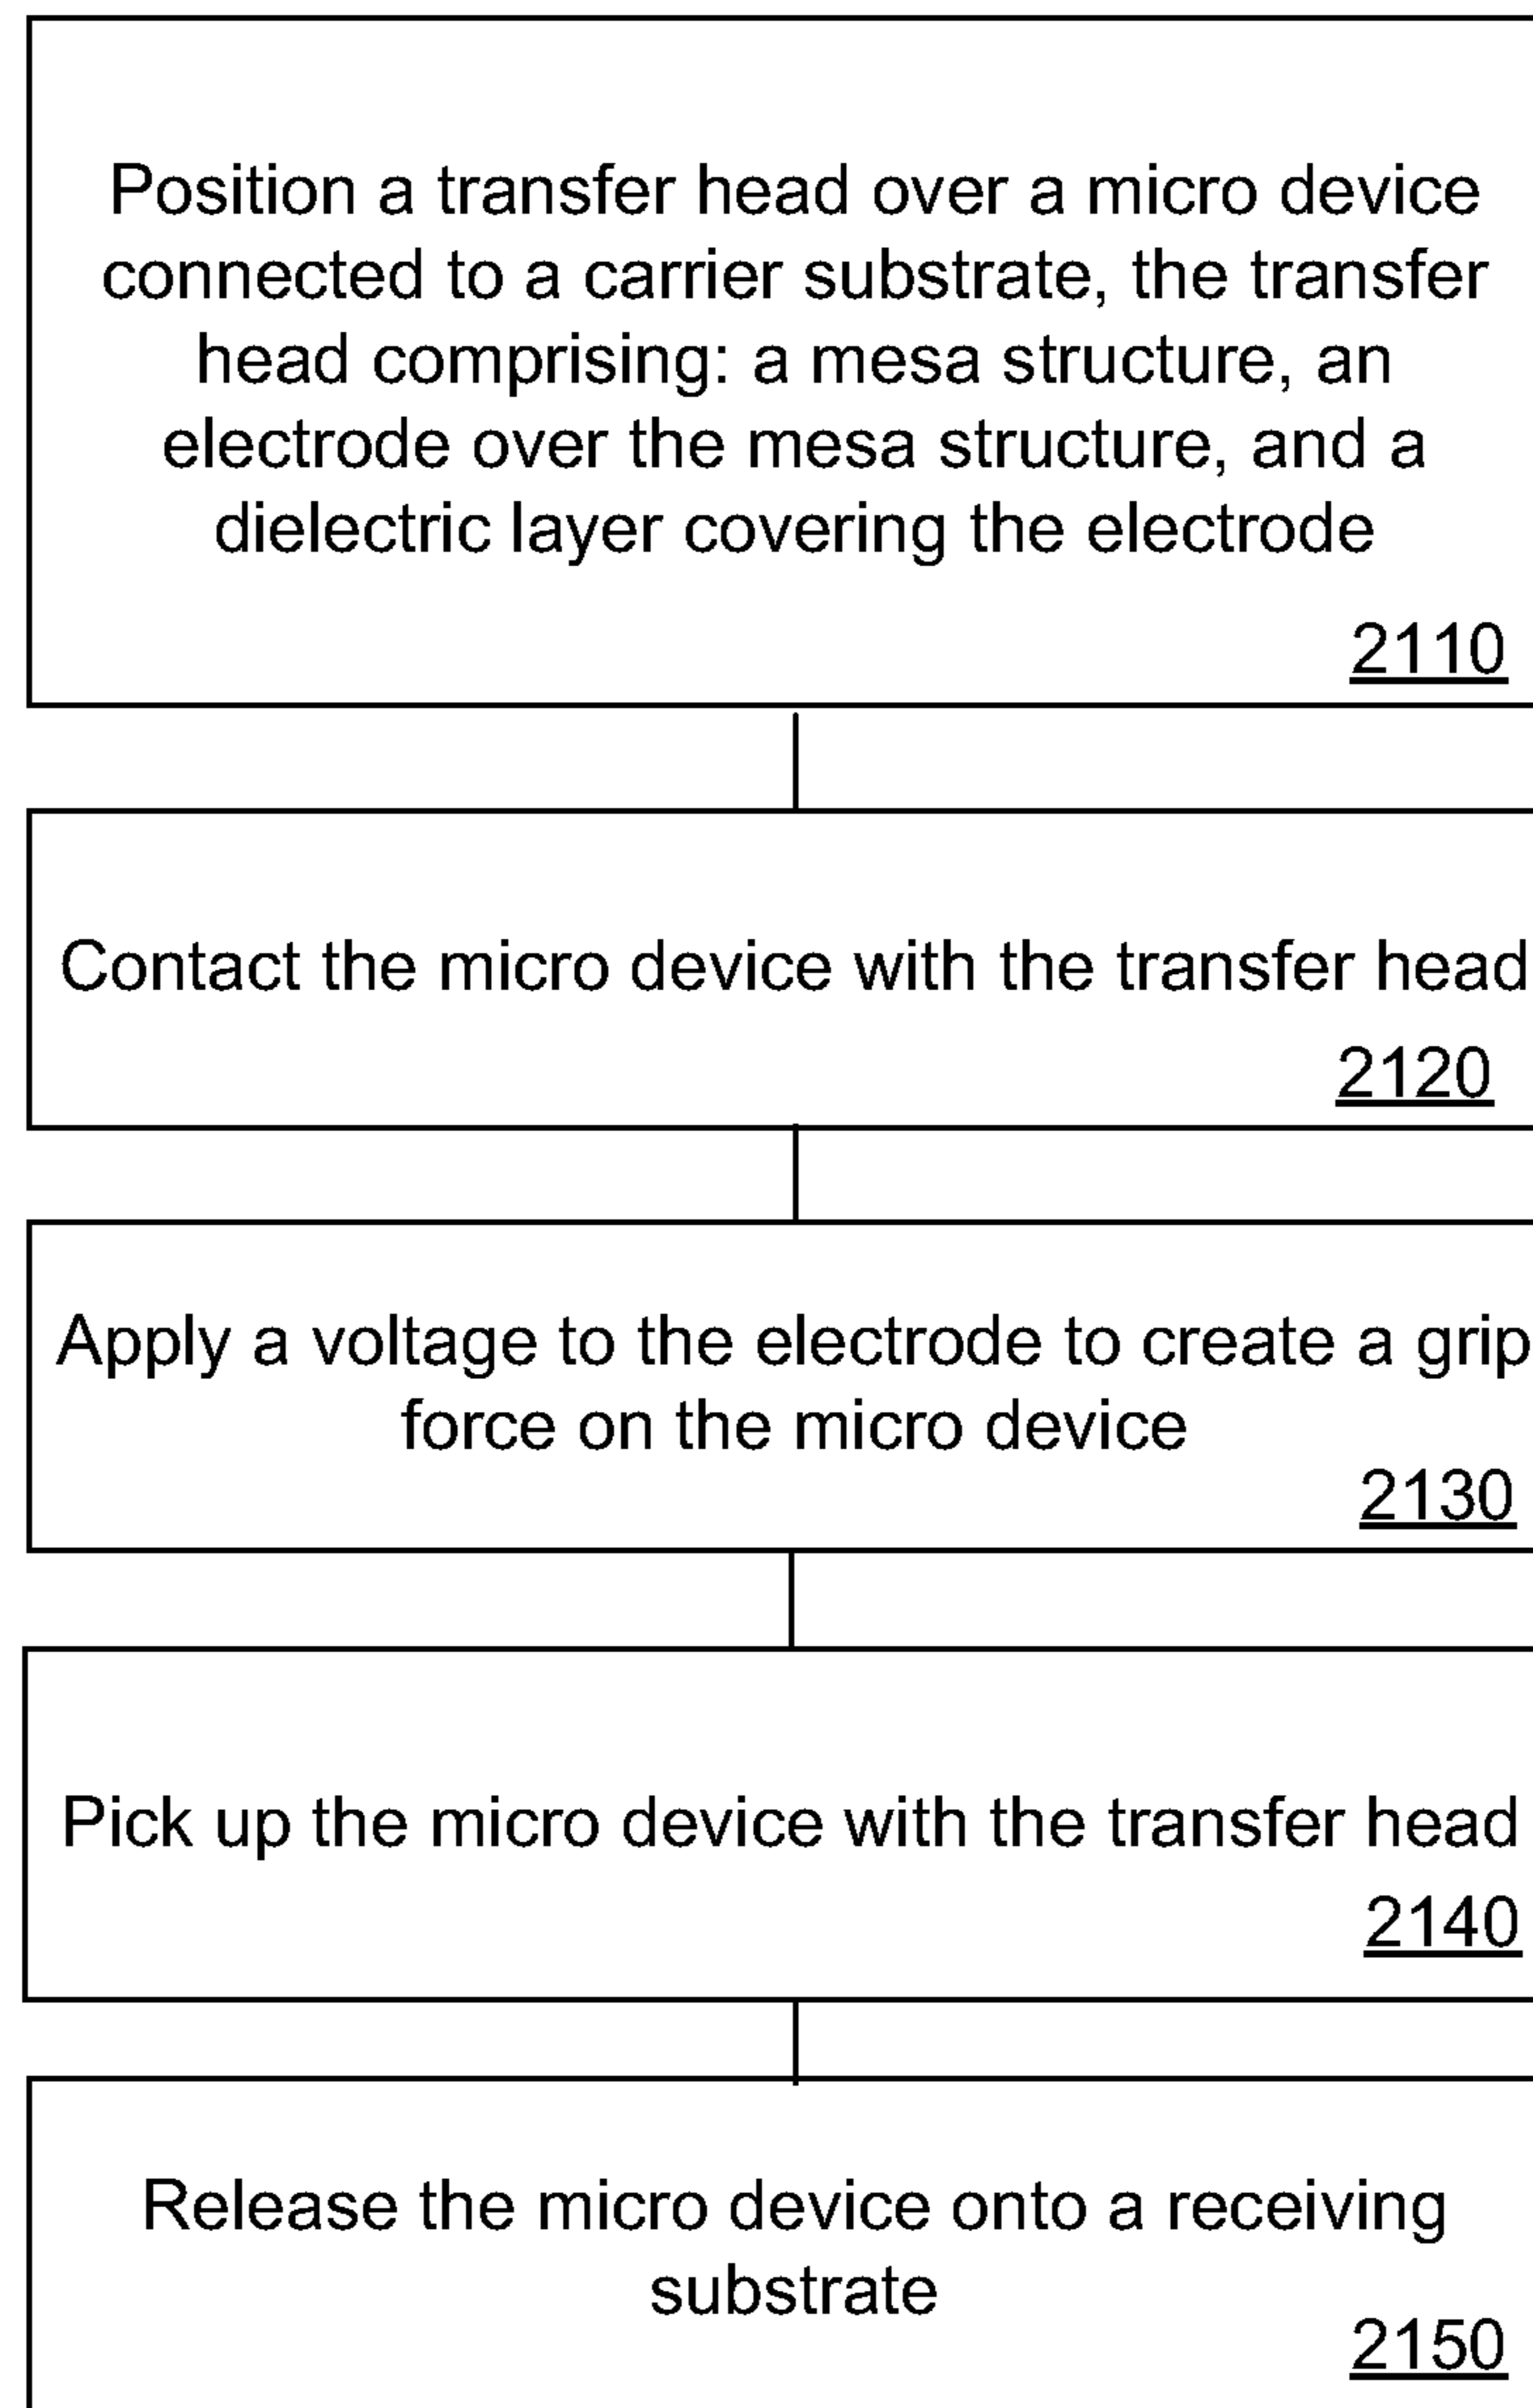 Position a transfer head over a micro device
connected to a carrier substrate, the transfer
head comprising: a mesa structure, an
electrode over the mesa structure, and a
dielectric layer covering the electrode
2110
Contact the micro device with the transfer head
2120
Apply a voltage to the electrode to create a grip
force on the micro device
2130
Pick up the micro device with the transfer head
2140
Release the micro device onto a receiving
substrate
2150